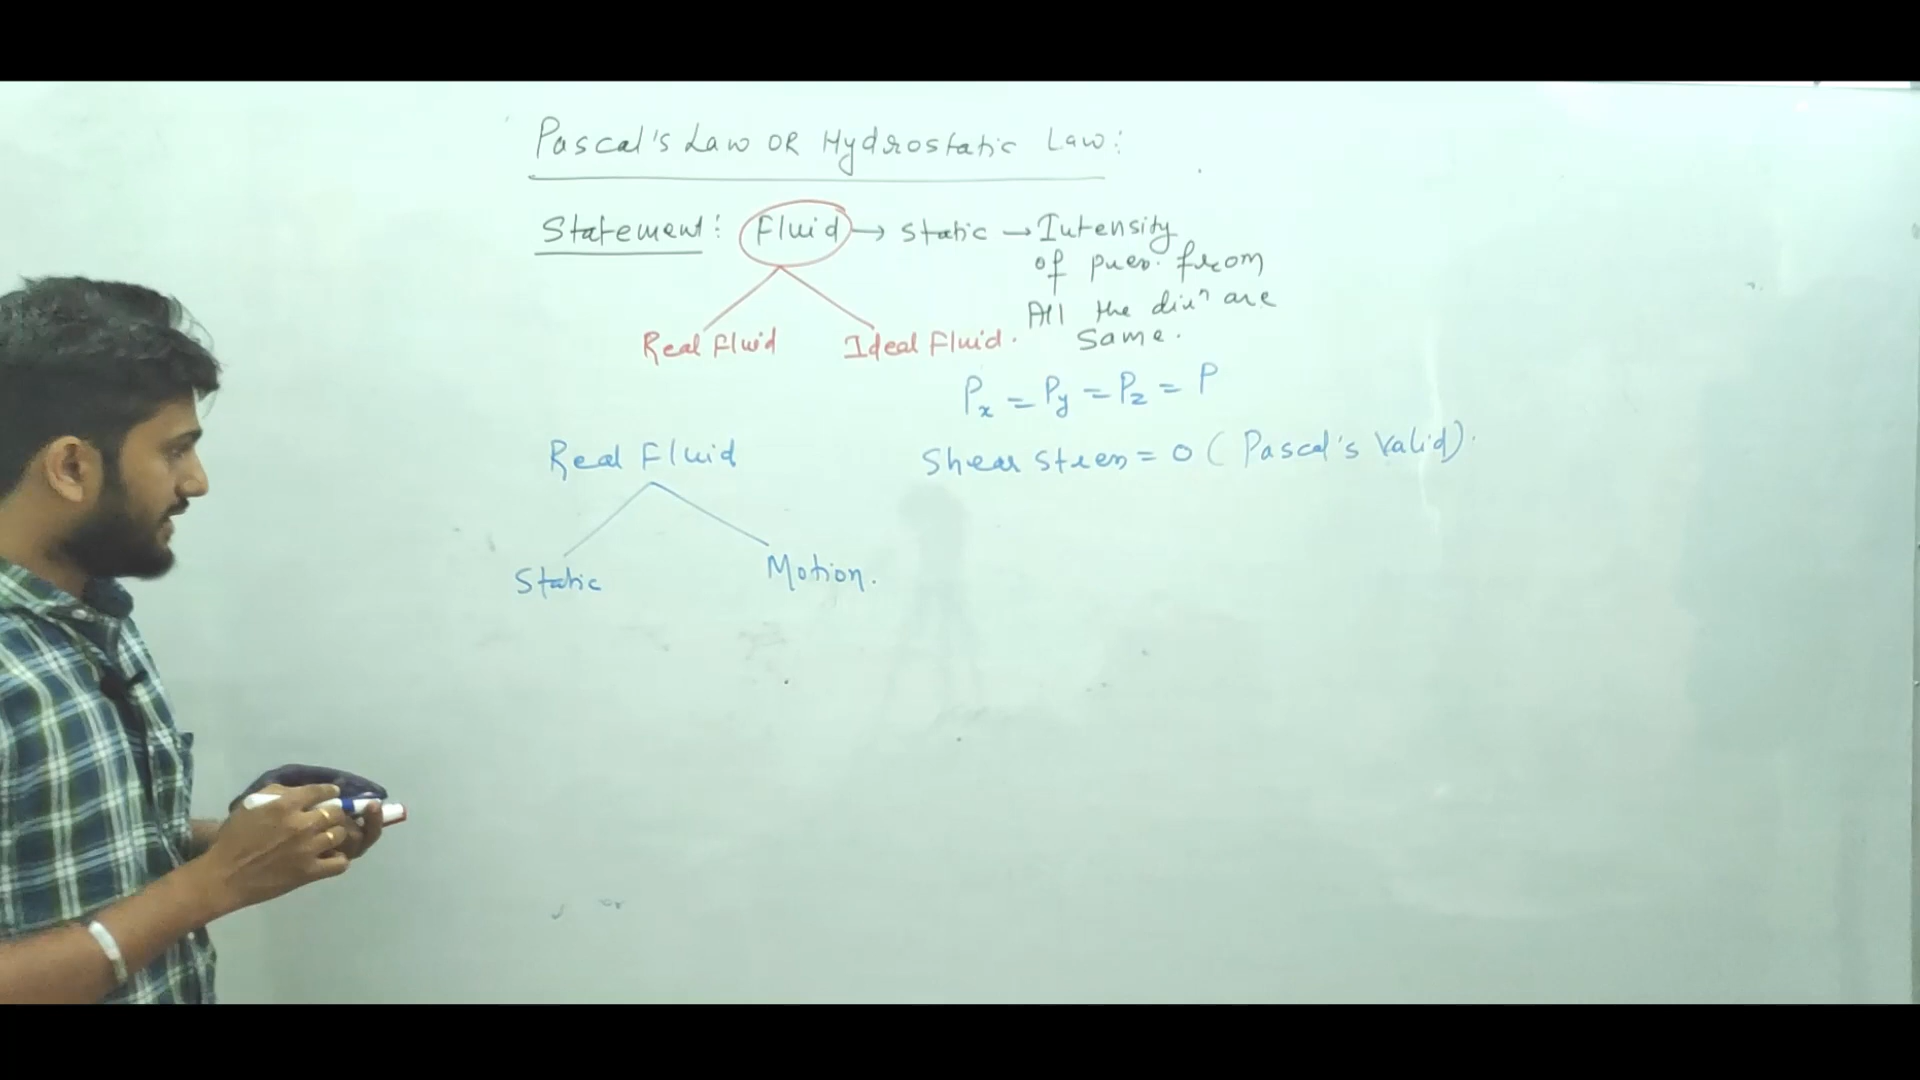 Pascal's Law OR Hydrostatic Law:
Statement: Fluid → static → Intensity
of pres. from
All the dirⁿ are
Same.
Real Fluid Ideal Fluid.
Px = Py = Pz = P
Real Fluid Shear Stress = 0 (Pascal's Valid).
Static Motion.